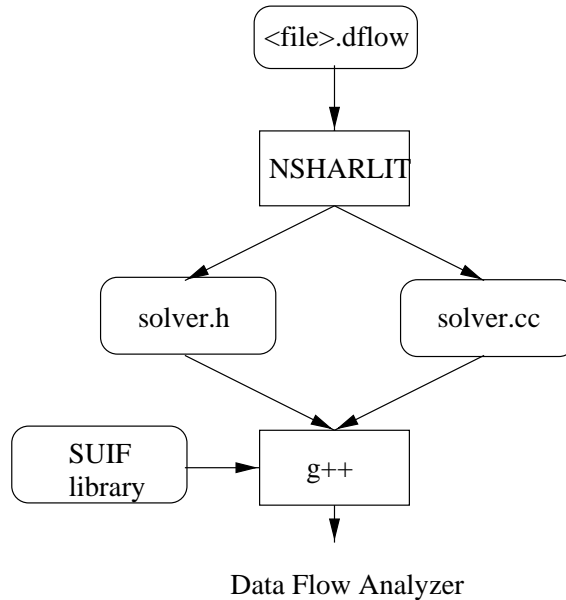 <file>.dflow
NSHARLIT
solver.h
solver.cc
SUIF
library
g++
Data Flow Analyzer